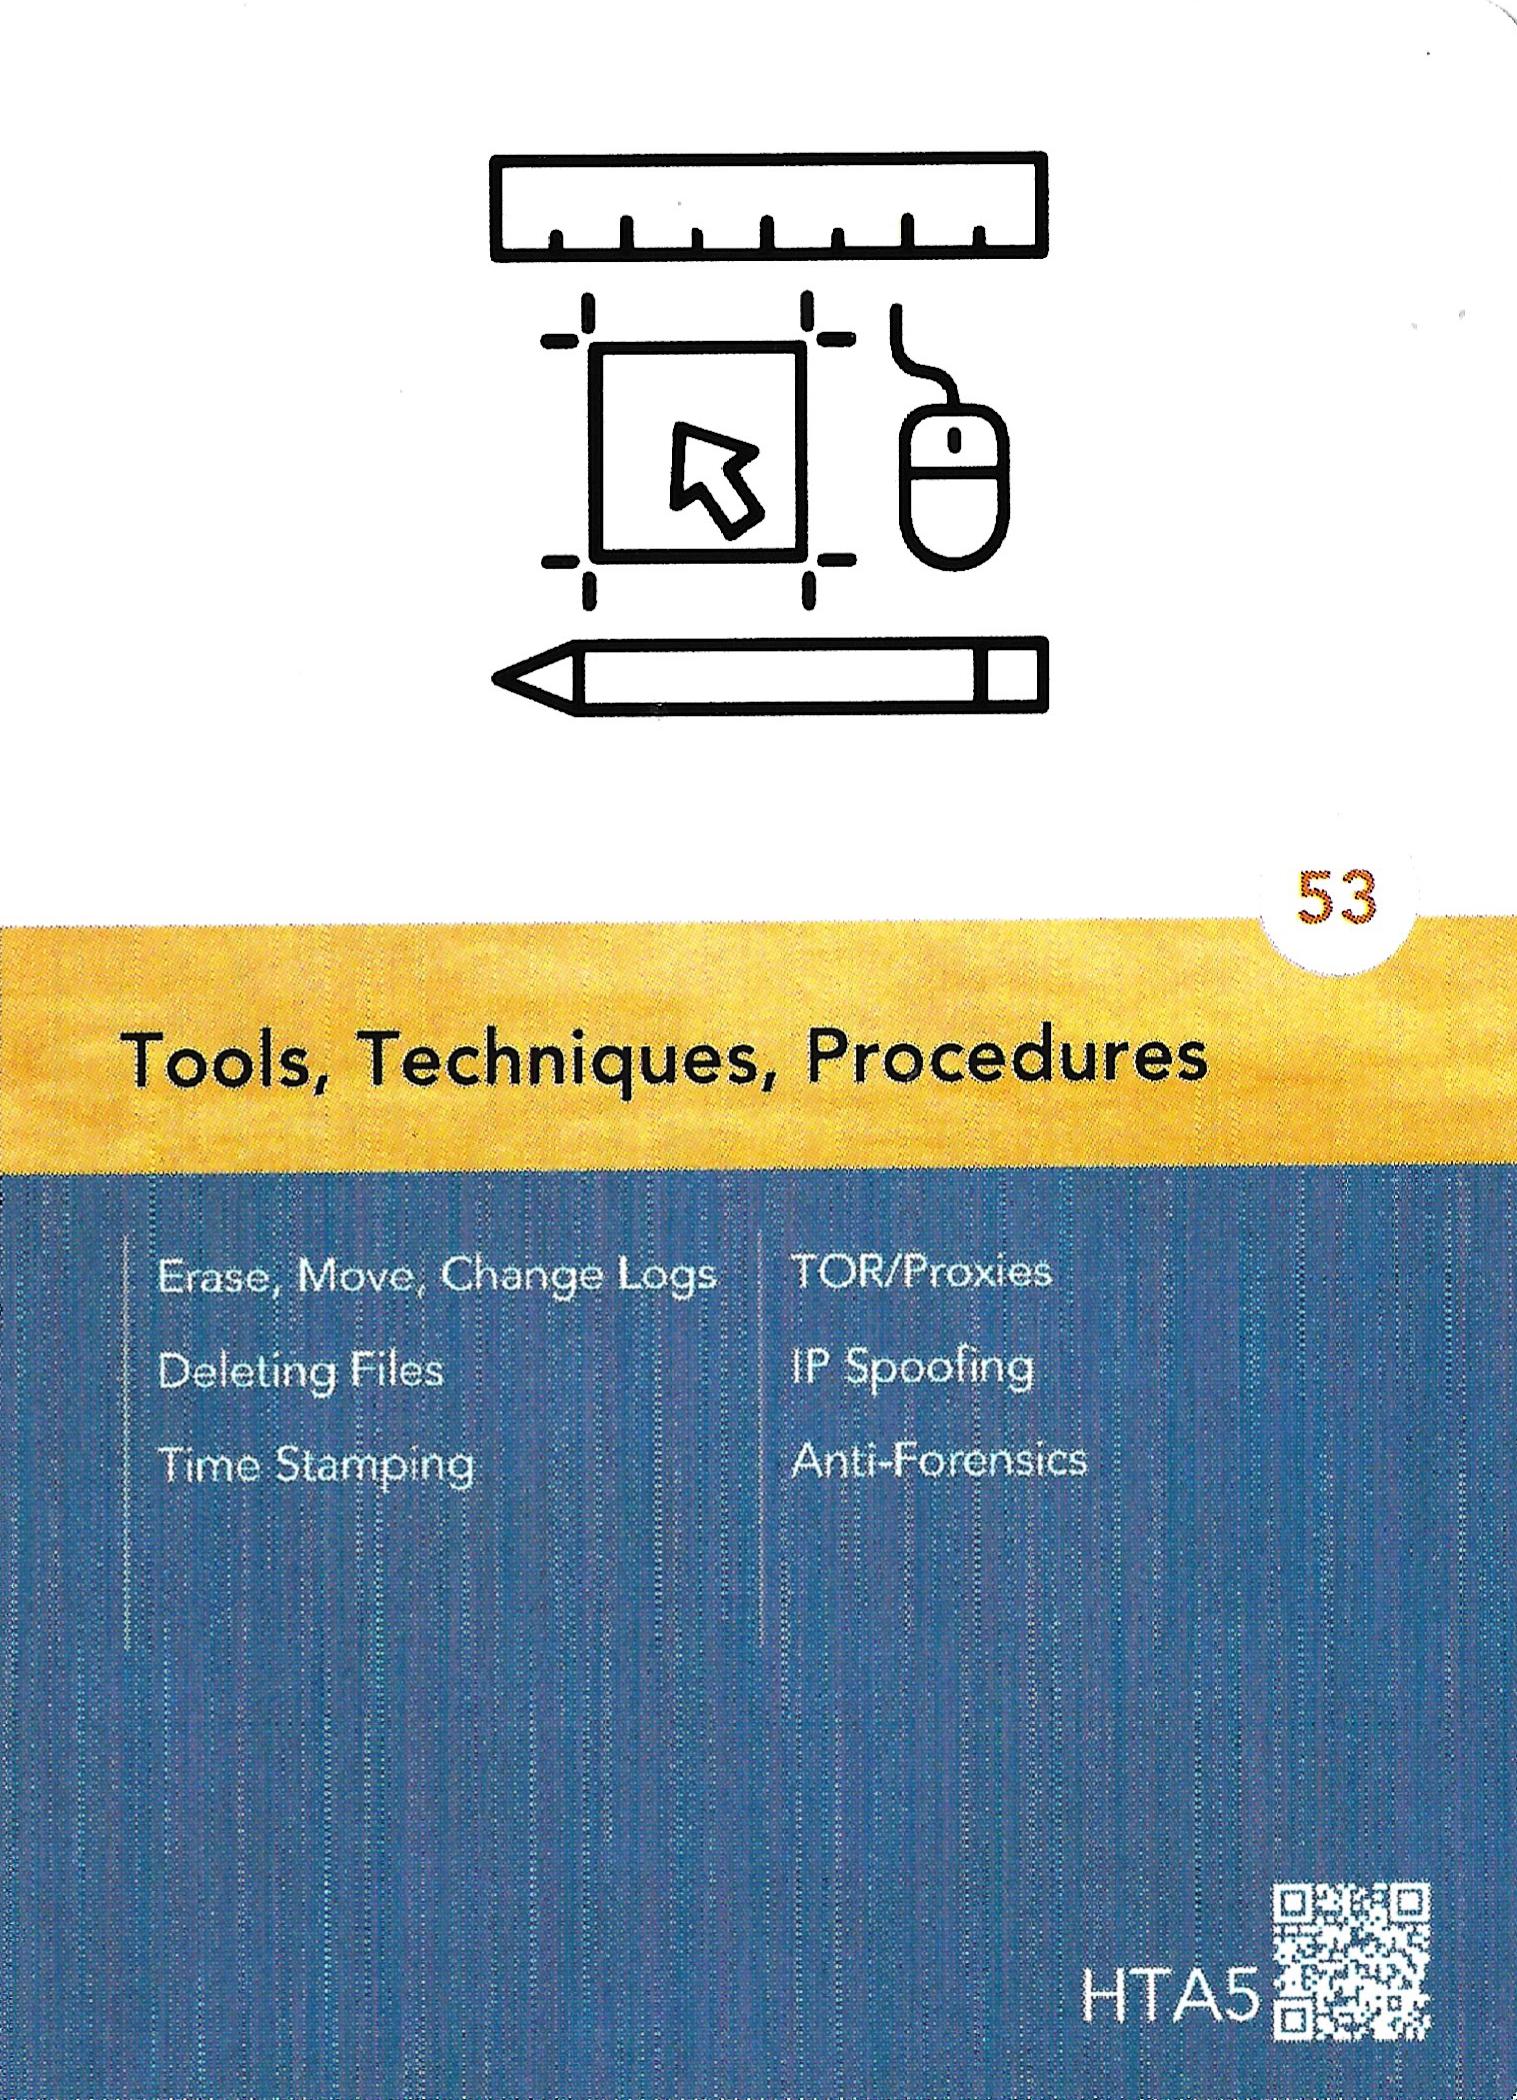 53
Tools, Techniques, Procedures
Erase, Move, Change Logs
Deleting Files
Time Stamping
TOR/Proxies
IP Spoofing
Anti-Forensics
HTA5